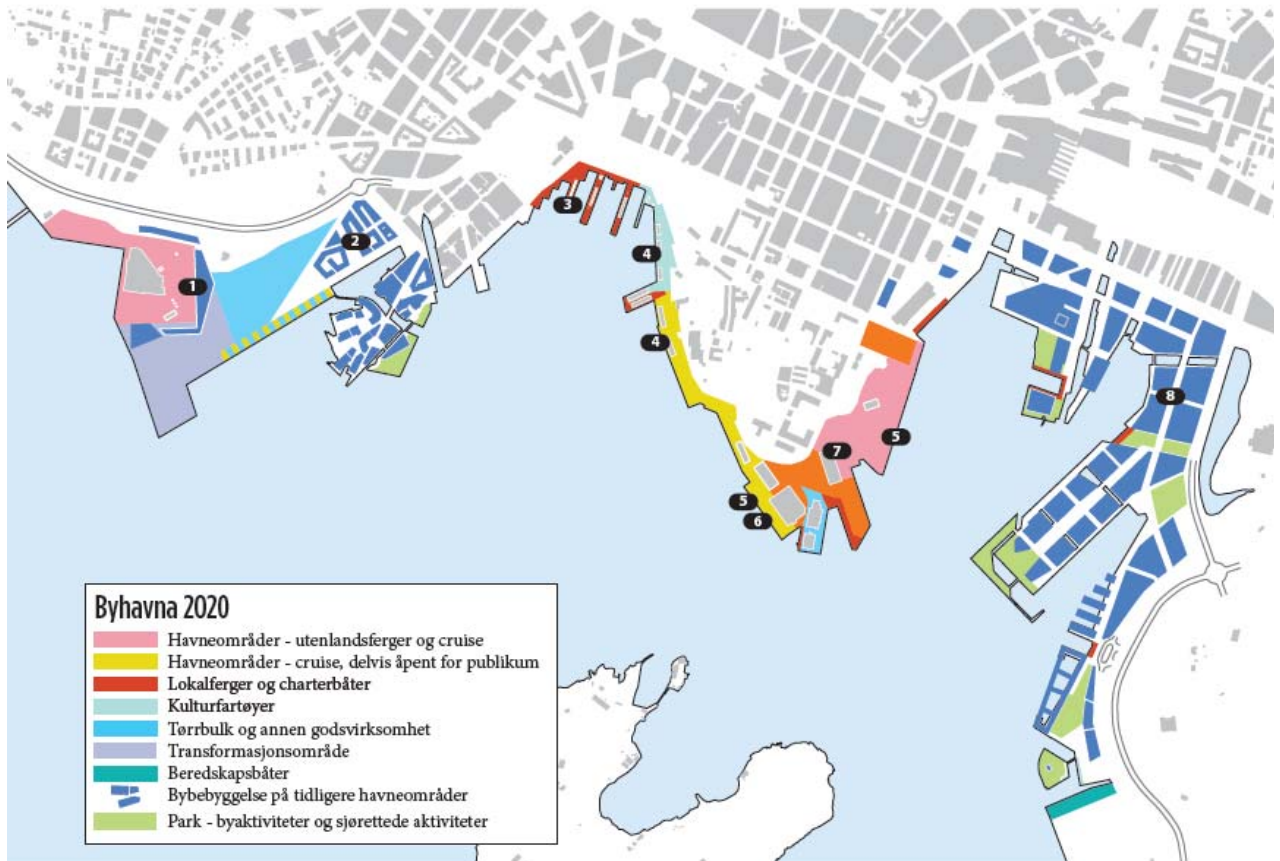 1
2
3
4
4
5
7
5
6
8
Byhavna 2020
Havneområder - utenlandsferger og cruise
Havneområder - cruise, delvis åpent for publikum
Lokalferger og charterbåter
Kulturfartøyer
Tørrbulk og annen godsvirksomhet
Transformasjonsområde
Beredskapsbåter
Bybebyggelse på tidligere havneområder
Park - byaktiviteter og sjørettede aktiviteter